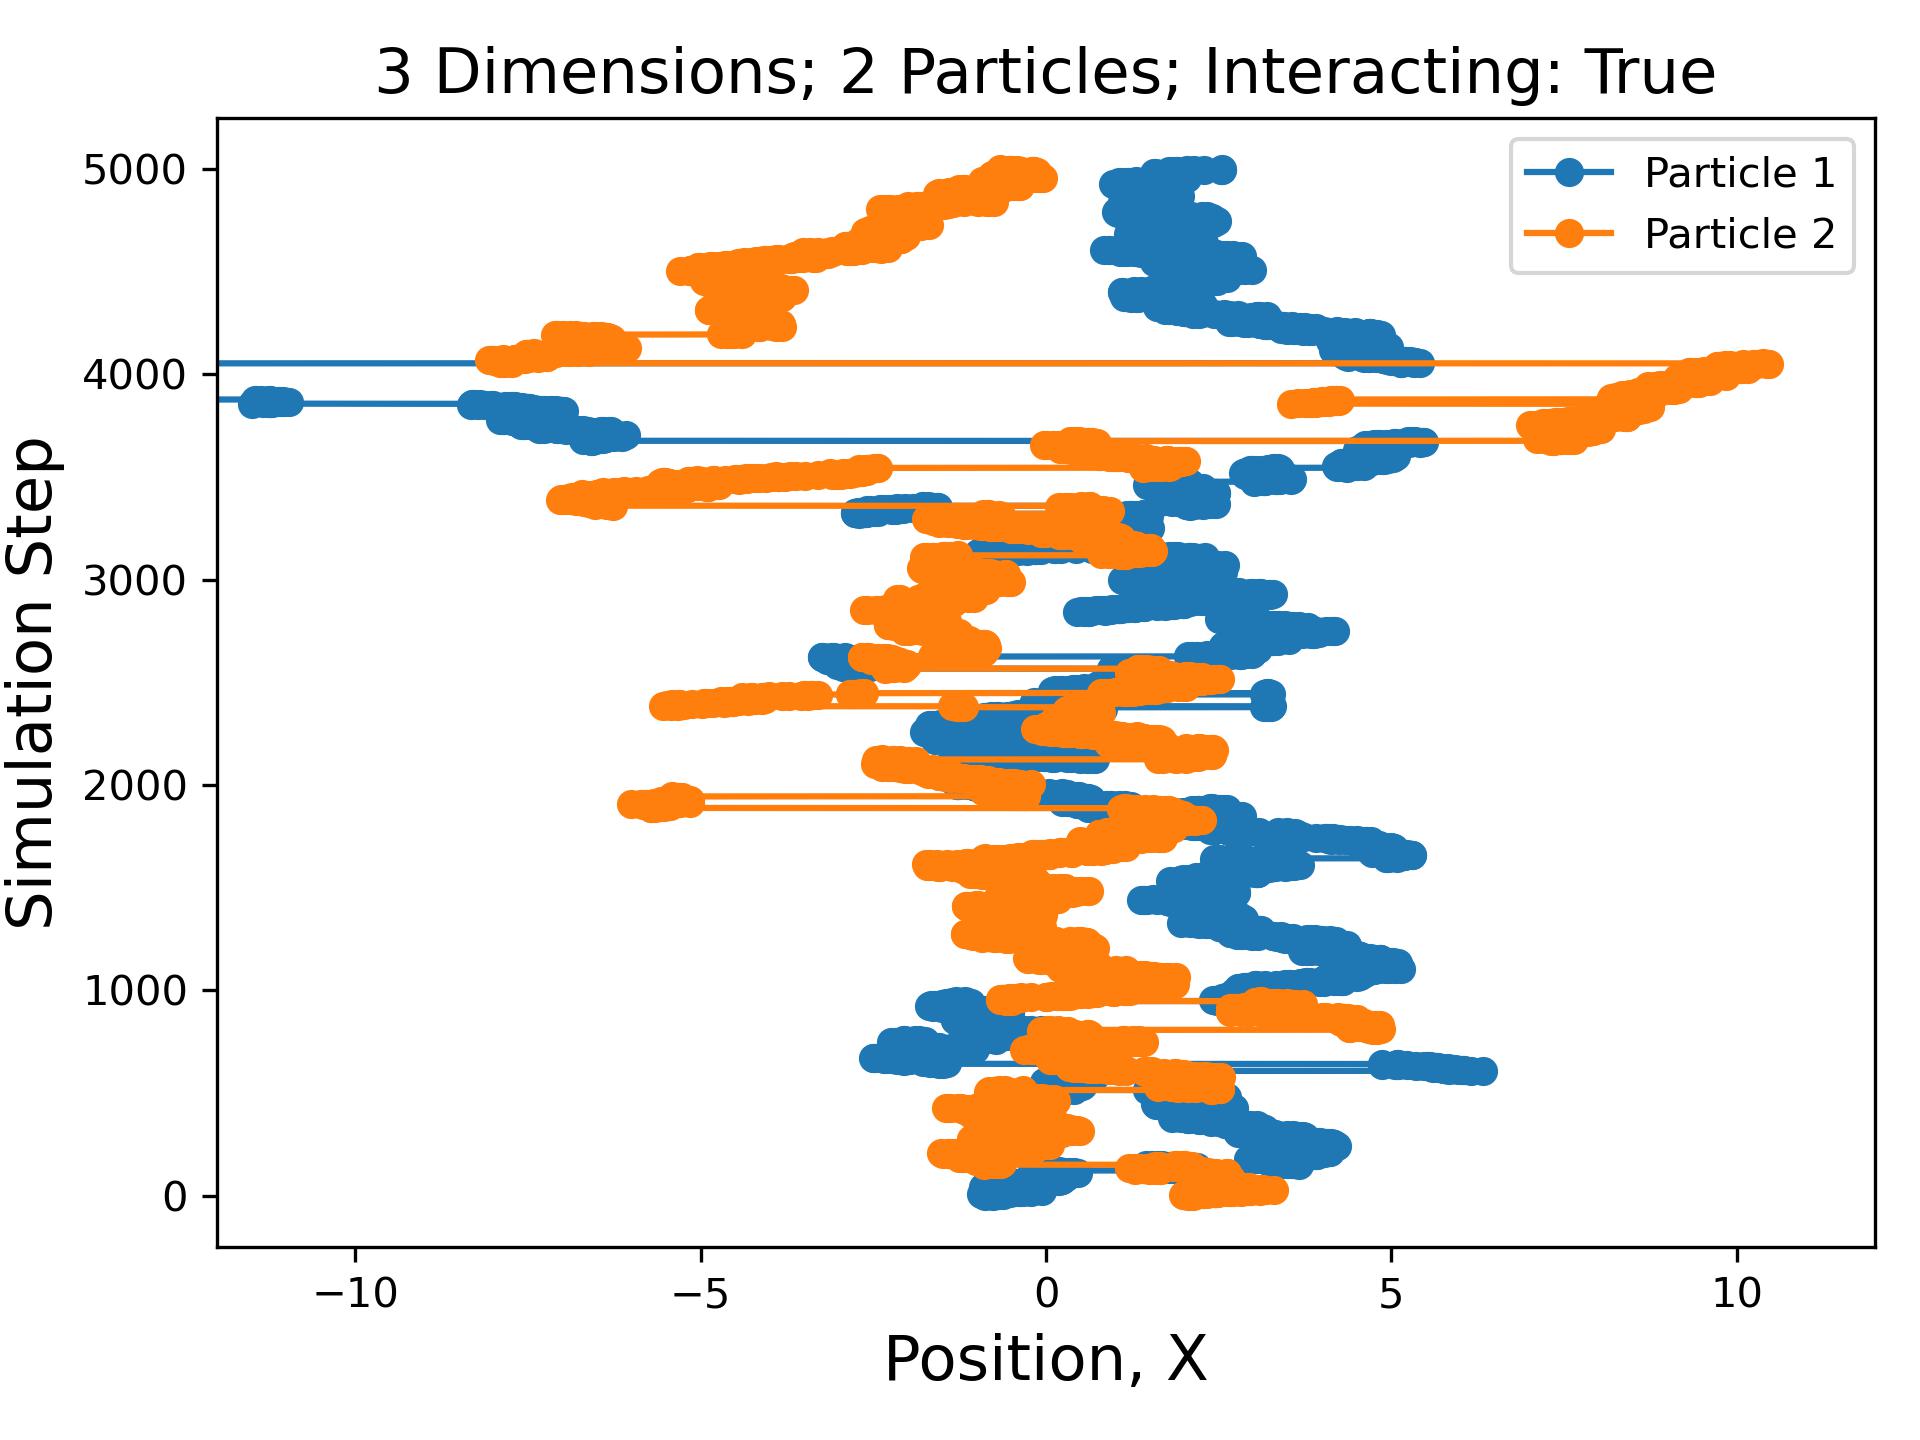 3 Dimensions; 2 Particles; Interacting: True
Particle 1
Particle 2
5000
4000
3000
2000
1000
0
Simulation Step
−10
−5
0
5
10
Position, X